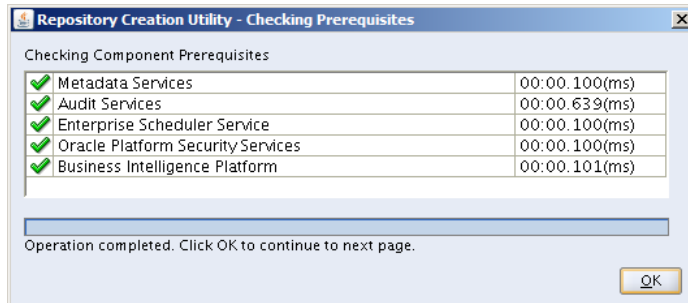 Repository Creation Utility - Checking Prerequisites
Checking Component Prerequisites
Metadata Services 00:00.100(ms)
Audit Services 00:00.639(ms)
Enterprise Scheduler Service 00:00.100(ms)
Oracle Platform Security Services 00:00.100(ms)
Business Intelligence Platform 00:00.101(ms)
Operation completed. Click OK to continue to next page.
OK